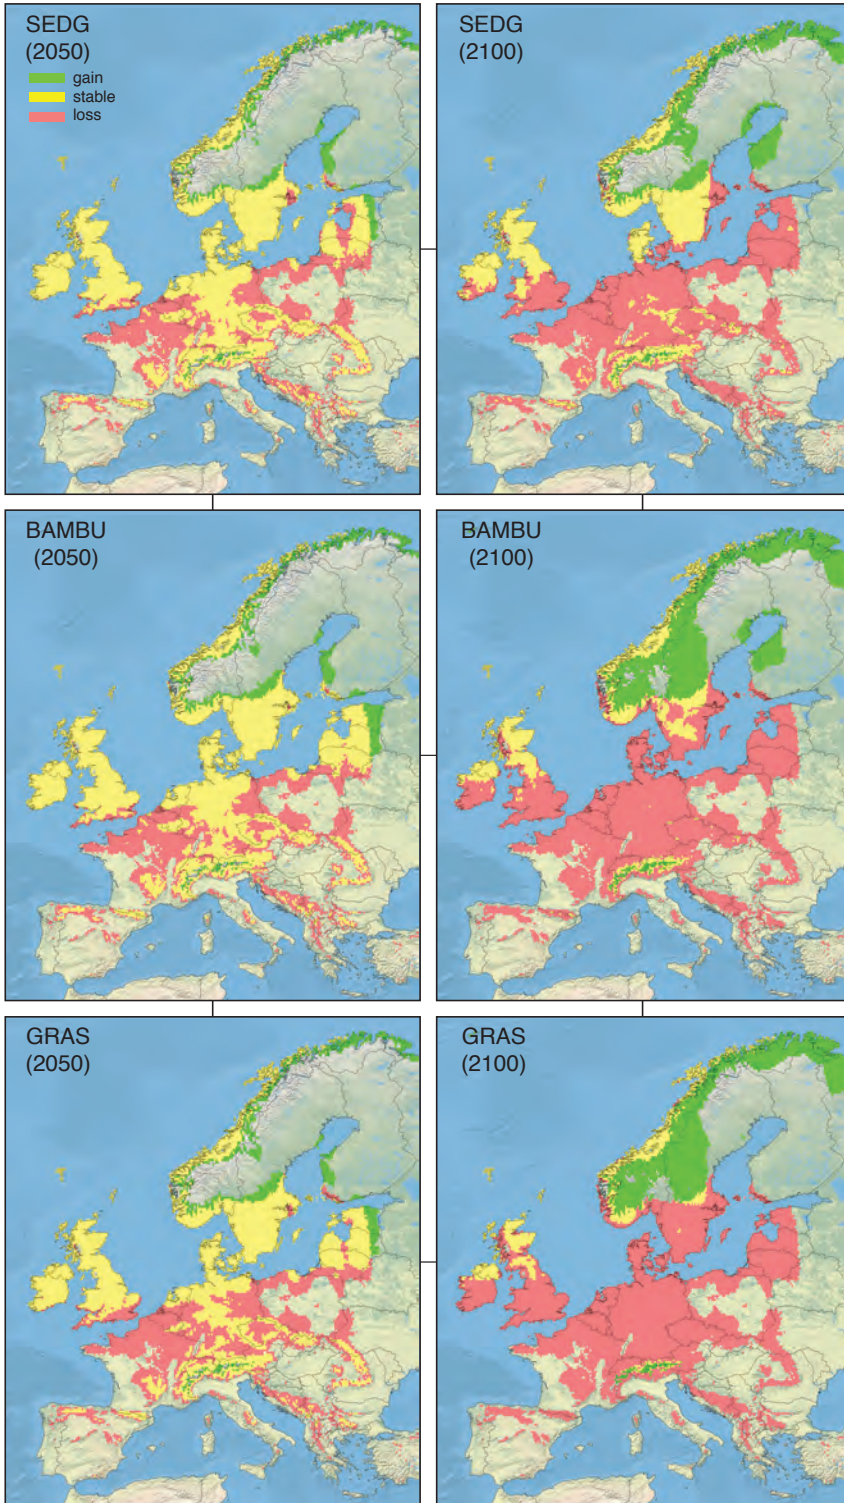 SEDG
(2050)
gain
stable
loss
SEDG
(2100)
BAMBU
(2050)
BAMBU
(2100)
GRAS
(2050)
GRAS
(2100)